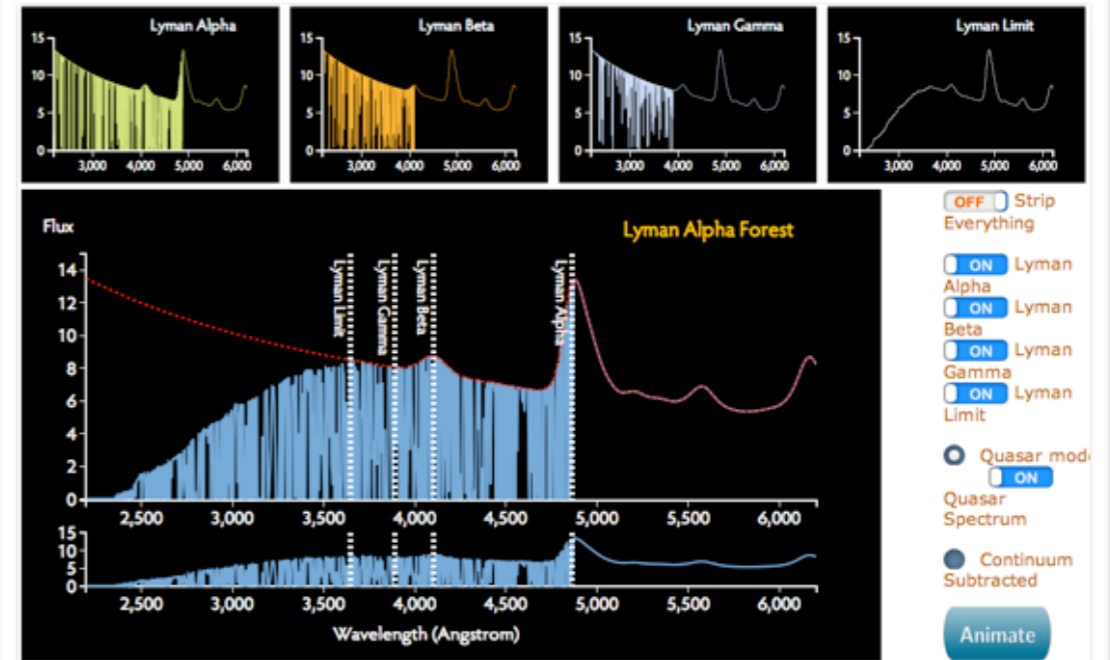 Lyman Alpha
15
10
5
0
3,000 4,000 5,000 6,000
Lyman Beta
15
10
5
0
3,000 4,000 5,000 6,000
Lyman Gamma
15
10
5
0
3,000 4,000 5,000 6,000
Lyman Limit
15
10
5
0
3,000 4,000 5,000 6,000
Flux
Lyman Alpha Forest
14
12
10
8
6
4
2
0
Lyman Limit
Lyman Gamma
Lyman Beta
Lyman Alpha
2,500 3,000 3,500 4,000 4,500 5,000 5,500 6,000
15
10
5
0
2,500 3,000 3,500 4,000 4,500 5,000 5,500 6,000
Wavelength (Angstrom)
OFF Strip
Everything
ON Lyman
Alpha
ON Lyman
Beta
ON Lyman
Gamma
ON Lyman
Limit
Quasar mod
ON
Quasar
Spectrum
Continuum
Subtracted
Animate